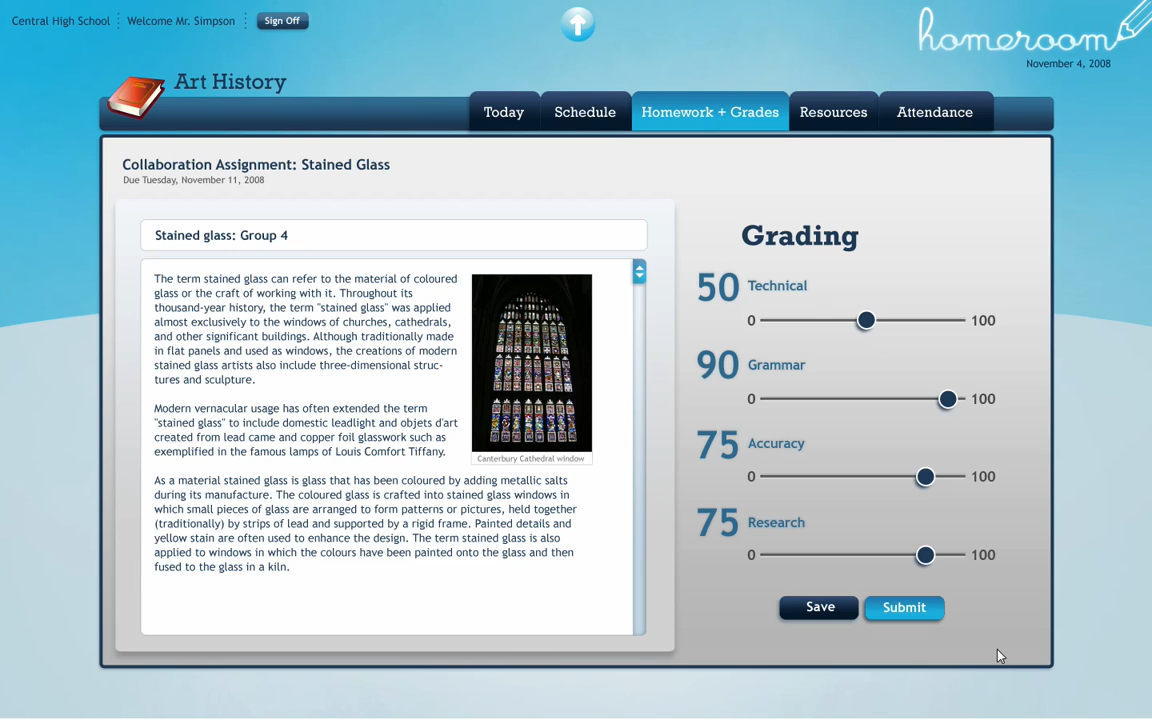 Central High School
Welcome Mr. Simpson
Sign Off
homeroom
November 4, 2008
Art History
Today
Schedule
Homework + Grades
Resources
Attendance
Collaboration Assignment: Stained Glass
Due Tuesday, November 11, 2008
Stained glass: Group 4
The term stained glass can refer to the material of coloured
glass or the craft of working with it. Throughout its
thousand-year history, the term "stained glass" was applied
almost exclusively to the windows of churches, cathedrals,
and other significant buildings. Although traditionally made
in flat panels and used as windows, the creations of modern
stained glass artists also include three-dimensional struc-
tures and sculpture.
Modern vernacular usage has often extended the term
"stained glass" to include domestic leadlight and objets d'art
created from lead came and copper foil glasswork such as
exemplified in the famous lamps of Louis Comfort Tiffany.
Canterbury Cathedral window
As a material stained glass is glass that has been coloured by adding metallic salts
during its manufacture. The coloured glass is crafted into stained glass windows in
which small pieces of glass are arranged to form patterns or pictures, held together
(traditionally) by strips of lead and supported by a rigid frame. Painted details and
yellow stain are often used to enhance the design. The term stained glass is also
applied to windows in which the colours have been painted onto the glass and then
fused to the glass in a kiln.
Grading
50 Technical
0 100
90 Grammar
0 100
75 Accuracy
0 100
75 Research
0 100
Save
Submit